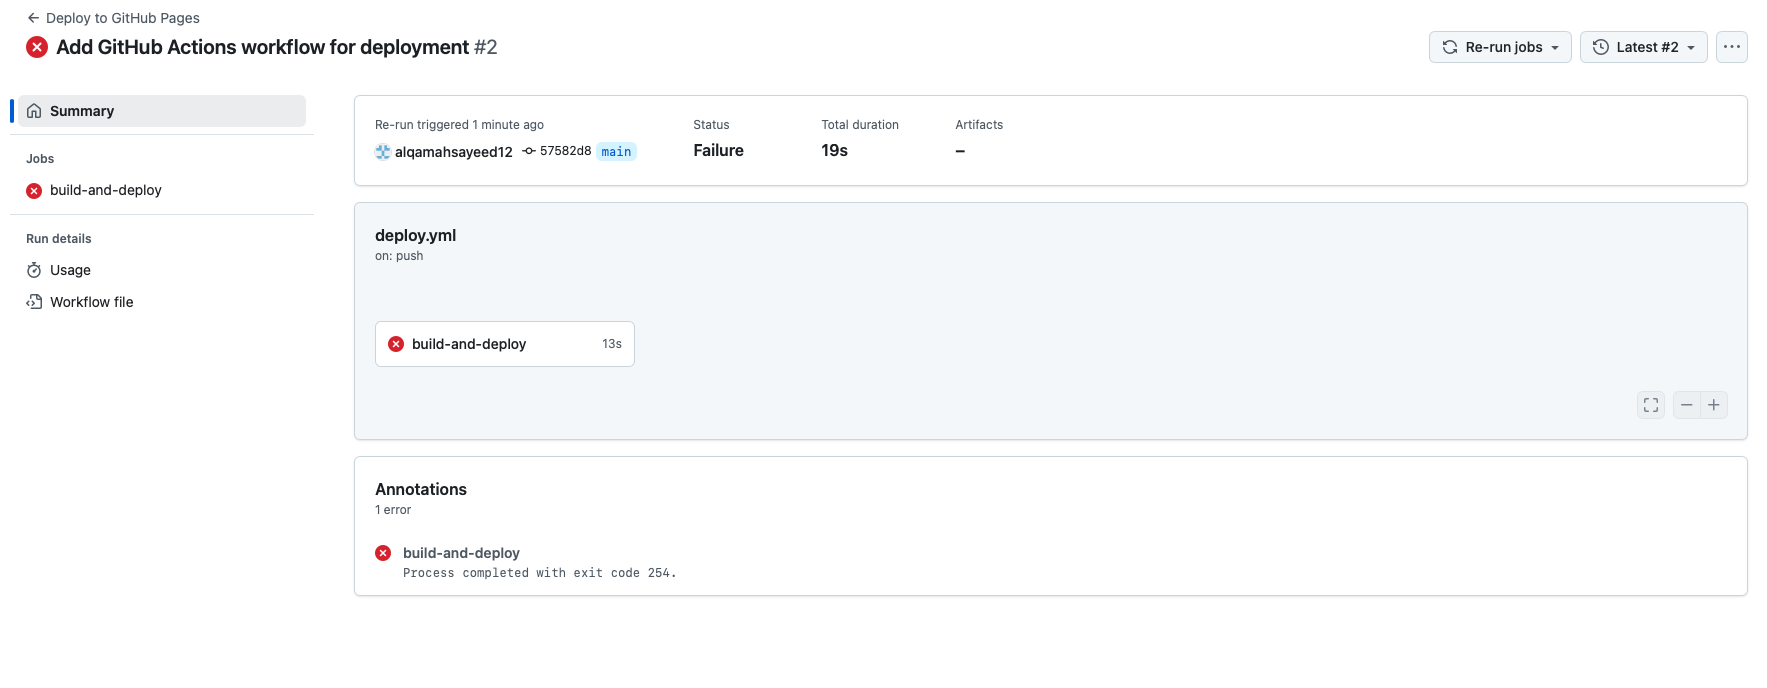 Deploy to GitHub Pages
Add GitHub Actions workflow for deployment #2
Re-run jobs
Latest #2
Summary
Jobs
build-and-deploy
Run details
Usage
Workflow file
Re-run triggered 1 minute ago
alqamahsayeed12 57582d8 main
Status
Failure
Total duration
19s
Artifacts
–
deploy.yml
on: push
build-and-deploy 13s
Annotations
1 error
build-and-deploy
Process completed with exit code 254.